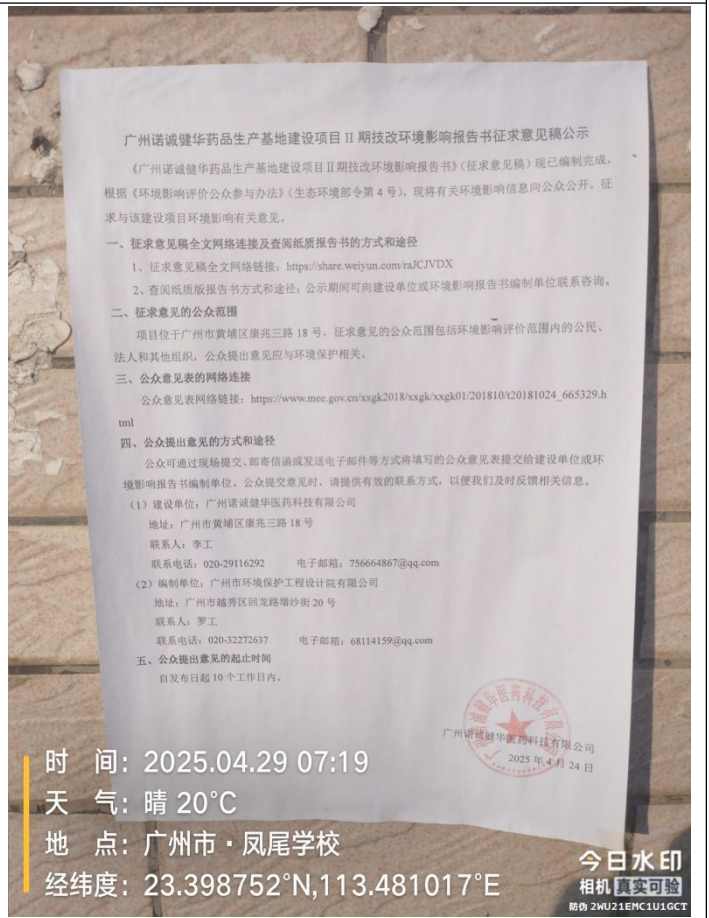 广州诺诚健华药品生产基地建设项目Ⅱ期技改环境影响报告书征求意见稿公示
《广州诺诚健华药品生产基地建设项目Ⅱ期技改环境影响报告书》（征求意见稿）现已编制完成，
根据《环境影响评价公众参与办法》（生态环境部令第 4 号），现将有关环境影响信息向公众公开，征
求与该建设项目环境影响有关意见。
一、征求意见稿全文网络连接及查阅纸质报告书的方式和途径
1、征求意见稿全文网络链接：https://share.weiyun.com/raJCJVDX
2、查阅纸质版报告书方式和途径：公示期间可向建设单位或环境影响报告书编制单位联系咨询。
二、征求意见的公众范围
项目位于广州市黄埔区康兆三路 18 号，征求意见的公众范围包括环境影响评价范围内的公民、
法人和其他组织，公众提出意见应与环境保护相关。
三、公众意见表的网络连接
公众意见表网络链接：https://www.mee.gov.cn/xxgk2018/xxgk/xxgk01/201810/t20181024_665329.h
tml
四、公众提出意见的方式和途径
公众可通过现场提交、邮寄信函或发送电子邮件等方式将填写的公众意见表提交给建设单位或环
境影响报告书编制单位。公众提交意见时，请提供有效的联系方式，以便我们及时反馈相关信息。
（1）建设单位：广州诺诚健华医药科技有限公司
地址：广州市黄埔区康兆三路 18 号
联系人：李工
联系电话：020-29116292 电子邮箱：756664867@qq.com
（2）编制单位：广州市环境保护工程设计院有限公司
地址：广州市越秀区回龙路增沙街 20 号
联系人：罗工
联系电话：020-32272637 电子邮箱：68114159@qq.com
五、公众提出意见的起止时间
自发布日起 10 个工作日内。
广州诺诚健华医药科技有限公司
广州诺诚健华医药科技有限公司
2025 年 4 月 24 日
时 间：2025.04.29 07:19
天 气：晴 20°C
地 点：广州市·凤尾学校
经纬度：23.398752°N,113.481017°E
今日水印
相机 真实可验
防伪 2WU21EMC1U1GCT